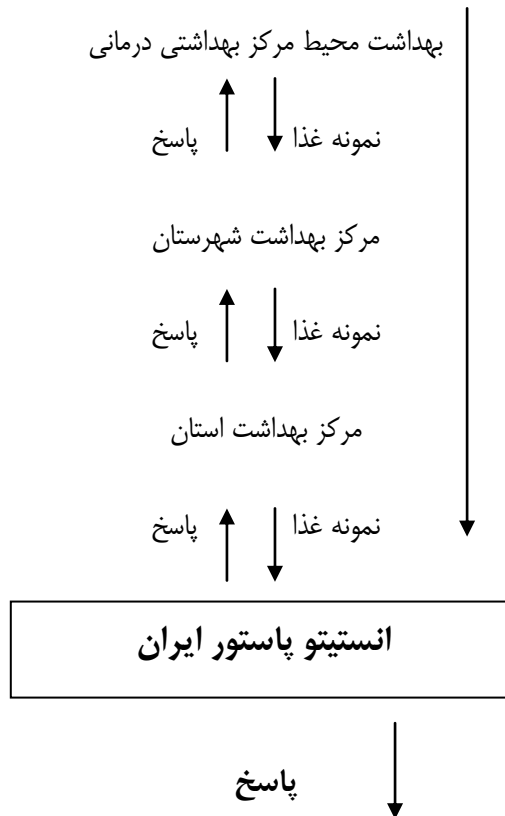 بهداشت محیط مرکز بهداشتی درمانی
نمونه غذا پاسخ
مرکز بهداشت شهرستان
نمونه غذا پاسخ
مرکز بهداشت استان
نمونه غذا پاسخ
انستیتو پاستور ایران
پاسخ